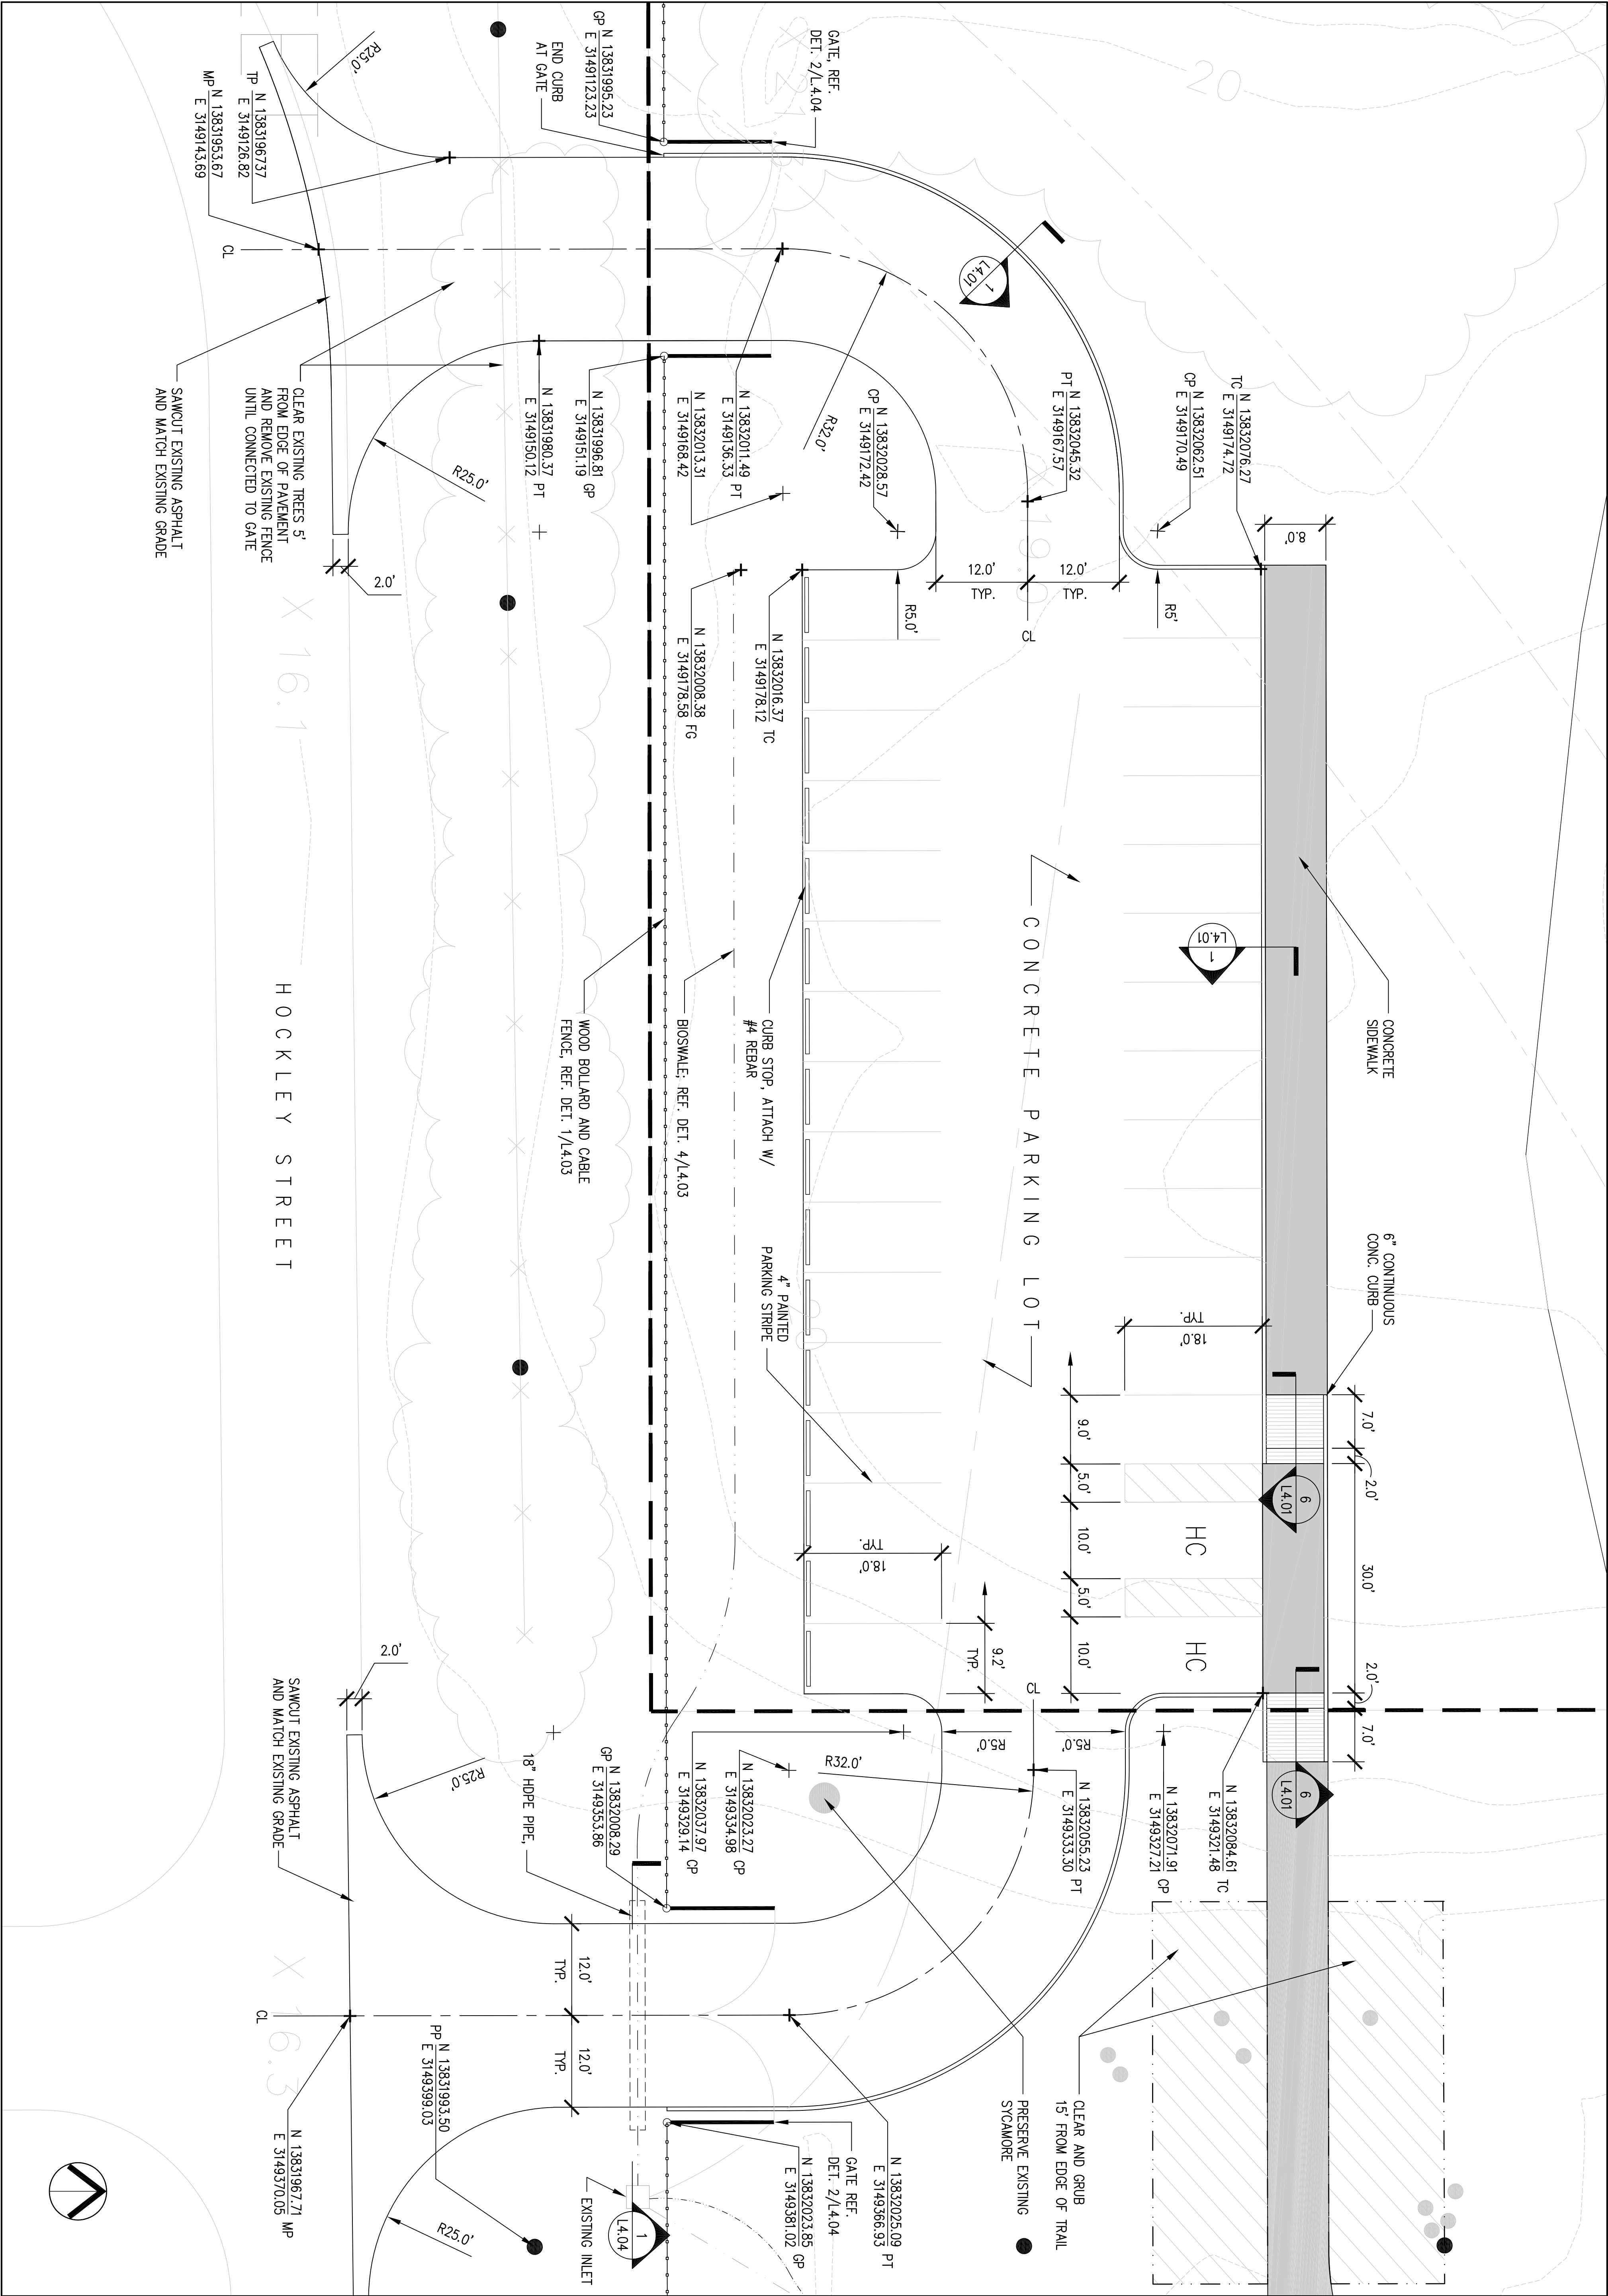 GATE, REF.
DET. 2/L.4.04
GP N 13831995.23
E 3149123.23
END CURB
AT GATE
R25.0'
TP N 1383196737
E 3149126.82
MP N 13831953.67
E 3149143.69
CL
20
1
L4.01
R32.0'
TC N 13832076.27
E 3149174.72
CP N 13832062.51
E 3149170.49
PT N 13832045.32
E 3149167.57
CP N 13832028.57
E 3149172.42
N 13832011.49
E 3149136.33 PT
N 13832013.31
E 3149168.42
N 13831996.81
E 3149151.19 GP
N 13831980.37
E 3149150.12 PT
R25.0'
CLEAR EXISTING TREES 5'
FROM EDGE OF PAVEMENT
AND REMOVE EXISTING FENCE
UNTIL CONNECTED TO GATE
SAWCUT EXISTING ASPHALT
AND MATCH EXISTING GRADE
8.0'
R5'
12.0'
TYP.
12.0'
TYP.
CL
R5.0'
N 13832016.37
E 3149178.12 TC
N 13832008.38
E 3149178.58 FG
2.0'
X 16.1
CONCRETE
SIDEWALK
1
L4.01
CONCRETE PARKING LOT
CURB STOP, ATTACH W/
#4 REBAR
BIOSWALE; REF. DET. 4/L4.03
WOOD BOLLARD AND CABLE
FENCE, REF. DET. 1/L4.03
HOCKLEY STREET
6" CONTINUOUS
CONC. CURB
4" PAINTED
PARKING STRIPE
18.0'
TYP.
7.0'
2.0'
30.0'
2.0'
7.0'
6
L4.01
9.0'
5.0'
10.0'
5.0'
10.0'
HC
HC
18.0'
TYP.
9.2'
TYP.
CL
6
L4.01
N 13832084.61
E 3149321.48 TC
N 13832071.91
E 3149327.21 CP
N 13832055.23
E 3149333.30 PT
R5.0'
R5.0'
R32.0'
N 13832023.27
E 3149334.98 CP
N 13832037.97
E 3149329.14 CP
GP N 13832008.29
E 3149353.86
18" HDPE PIPE,
2.0'
R25.0'
SAWCUT EXISTING ASPHALT
AND MATCH EXISTING GRADE
12.0'
TYP.
12.0'
TYP.
CL
X 16.3
CLEAR AND GRUB
15' FROM EDGE OF TRAIL
PRESERVE EXISTING
SYCAMORE
N 13832025.09
E 3149366.93 PT
GATE REF.
DET. 2/L4.04
N 13832023.85
E 3149381.02 GP
EXISTING INLET
1
L4.04
PP N 13831993.50
E 3149399.03
R25.0'
N 13831967.71
E 3149370.05 MP